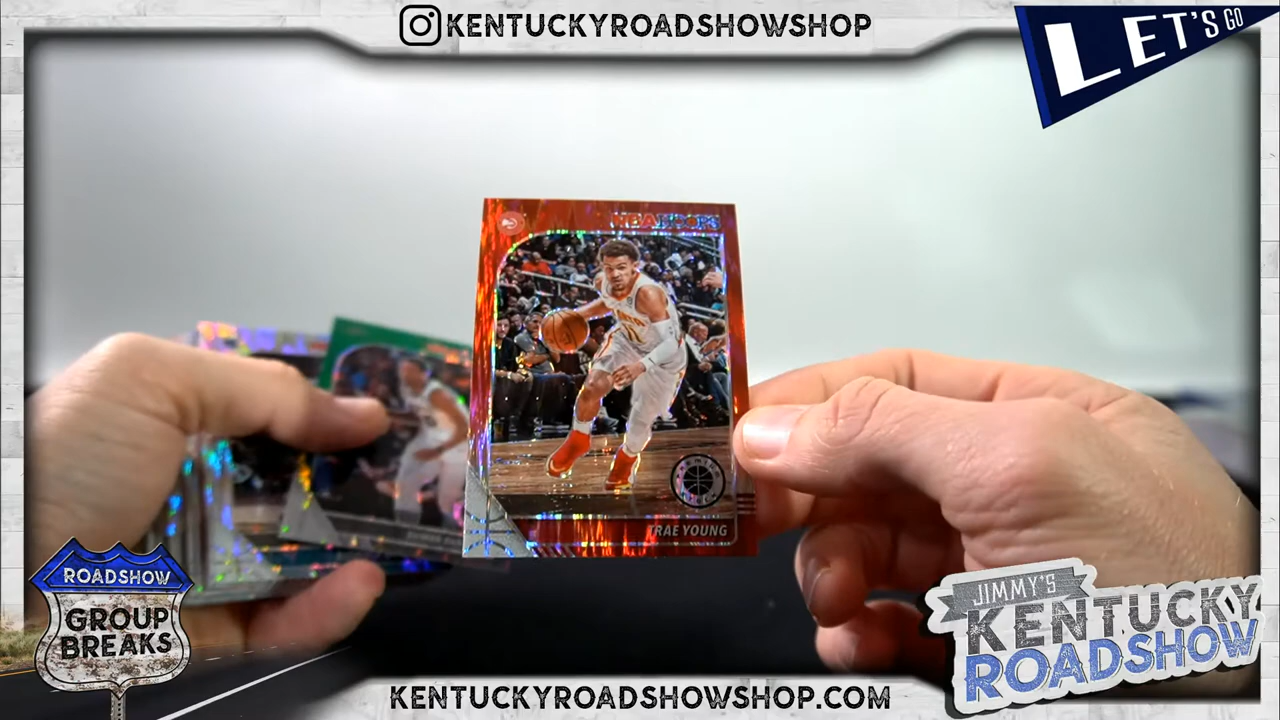 KENTUCKYROADSHOWSHOP
LET'S GO
NBA HOOPS
TRAE YOUNG
ROADSHOW
GROUP
BREAKS
JIMMY'S
KENTUCKY
ROADSHOW
KENTUCKYROADSHOWSHOP.COM